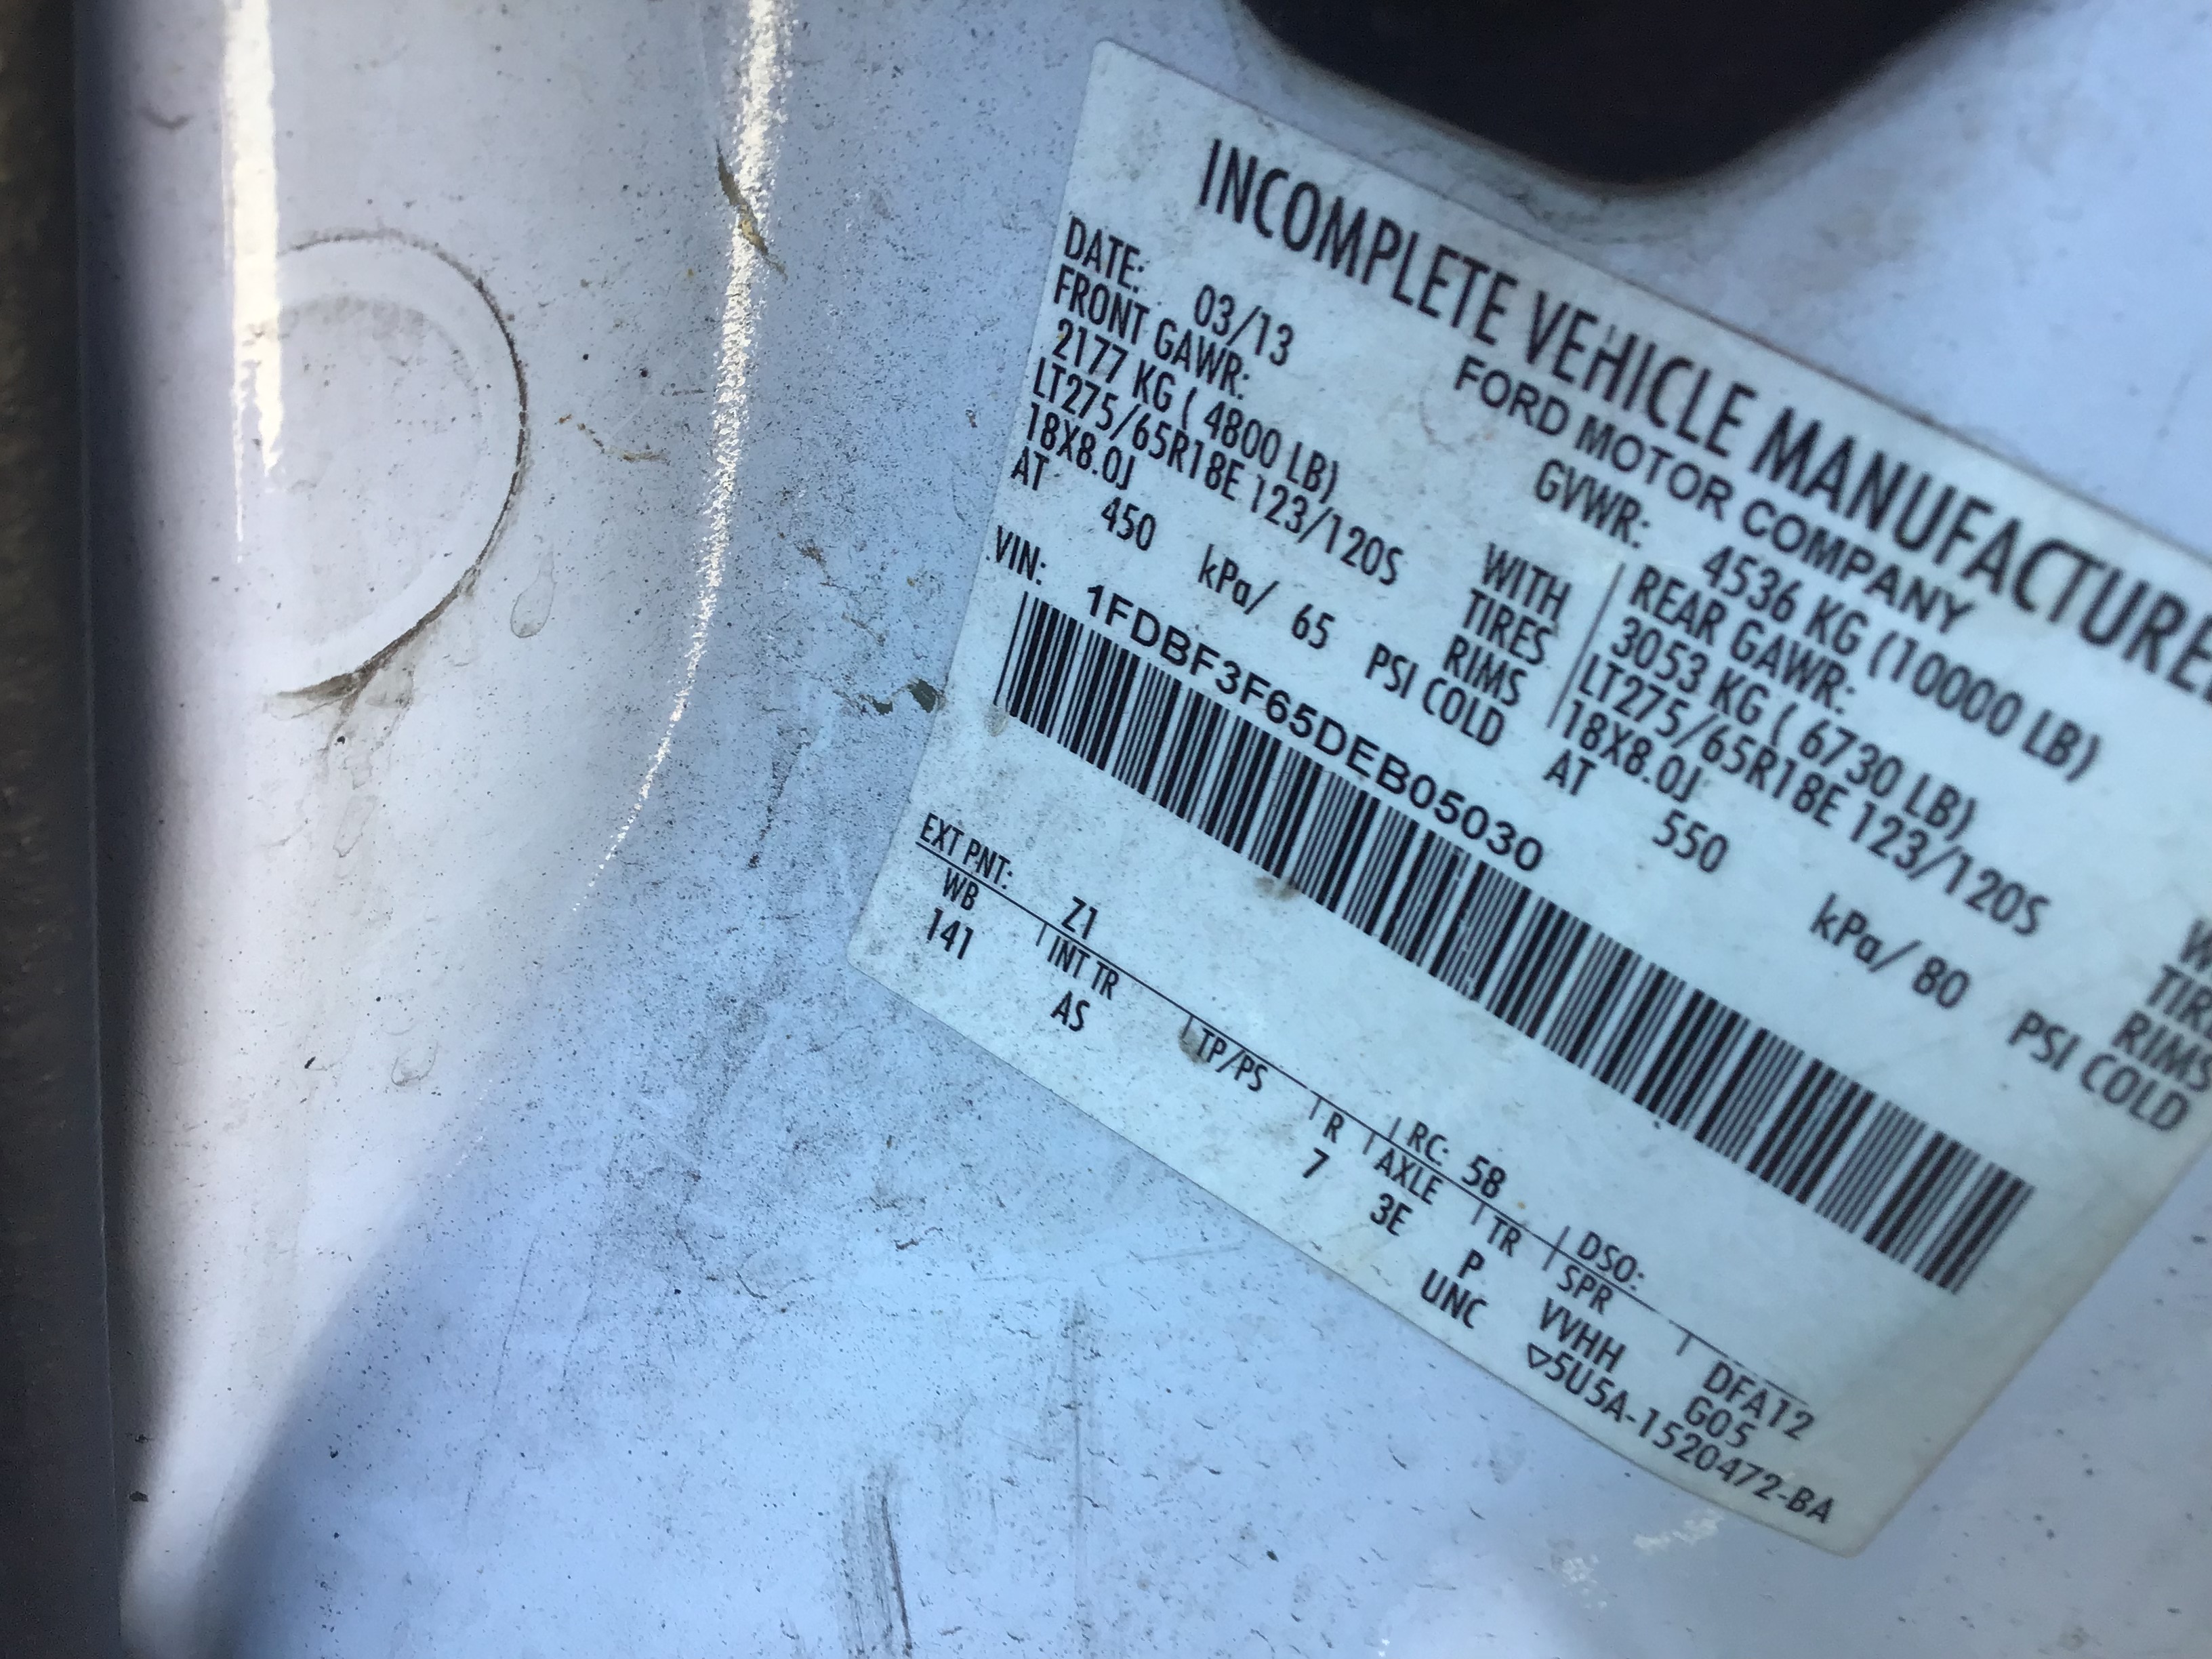 INCOMPLETE VEHICLE MANUFACTURE
FORD MOTOR COMPANY
DATE: 03/13 GVWR: 4536 KG (10000 LB)
FRONT GAWR: REAR GAWR:
2177 KG ( 4800 LB) WITH 3053 KG ( 6730 LB)
LT275/65R18E 123/120S TIRES LT275/65R18E 123/120S TIR
18X8.0J RIMS 18X8.0J RIMS
AT 450 kPa/ 65 PSI COLD AT 550 kPa/ 80 PSI COLD
VIN: 1FDBF3F65DEB05030
EXT PNT: Z1 RC: 58 DSO:
WB INT TR TP/PS R AXLE TR SPR DFA12
141 AS 7 3E P VVHH G05
UNC ▽5U5A-1520472-BA